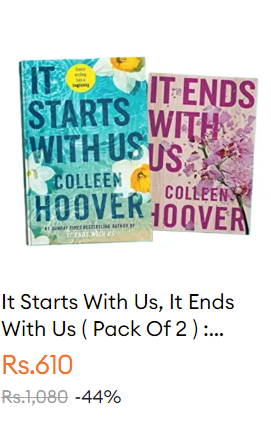 Every
ending has
a
beginning
IT
STARTS
WITH US
COLLEEN
HOOVER
#1 SUNDAY TIMES BESTSELLING AUTHOR OF
IT ENDS WITH US
IT ENDS
WITH
US
COLLEEN
HOOVER
It Starts With Us, It Ends
With Us ( Pack Of 2 ) :...
Rs.610
Rs.1,080 -44%